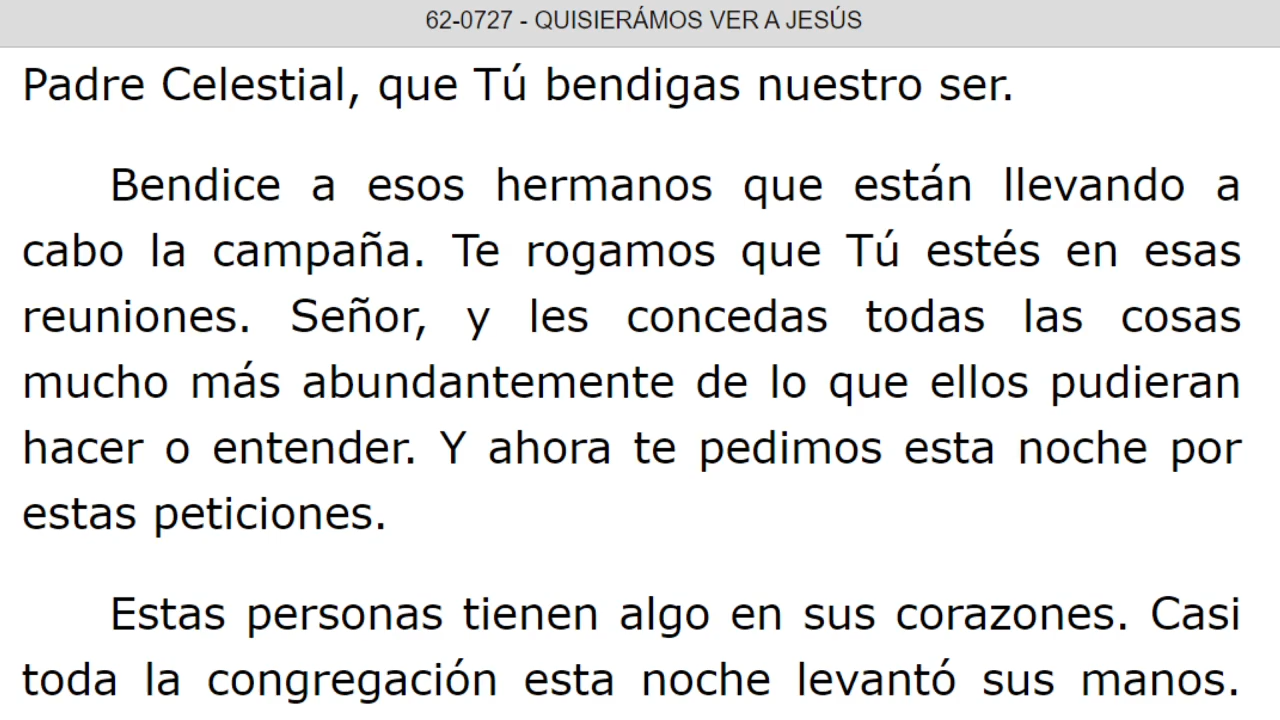 62-0727 - QUISIERÁMOS VER A JESÚS
Padre Celestial, que Tú bendigas nuestro ser.
Bendice a esos hermanos que están llevando a
cabo la campaña. Te rogamos que Tú estés en esas
reuniones. Señor, y les concedas todas las cosas
mucho más abundantemente de lo que ellos pudieran
hacer o entender. Y ahora te pedimos esta noche por
estas peticiones.
Estas personas tienen algo en sus corazones. Casi
toda la congregación esta noche levantó sus manos.